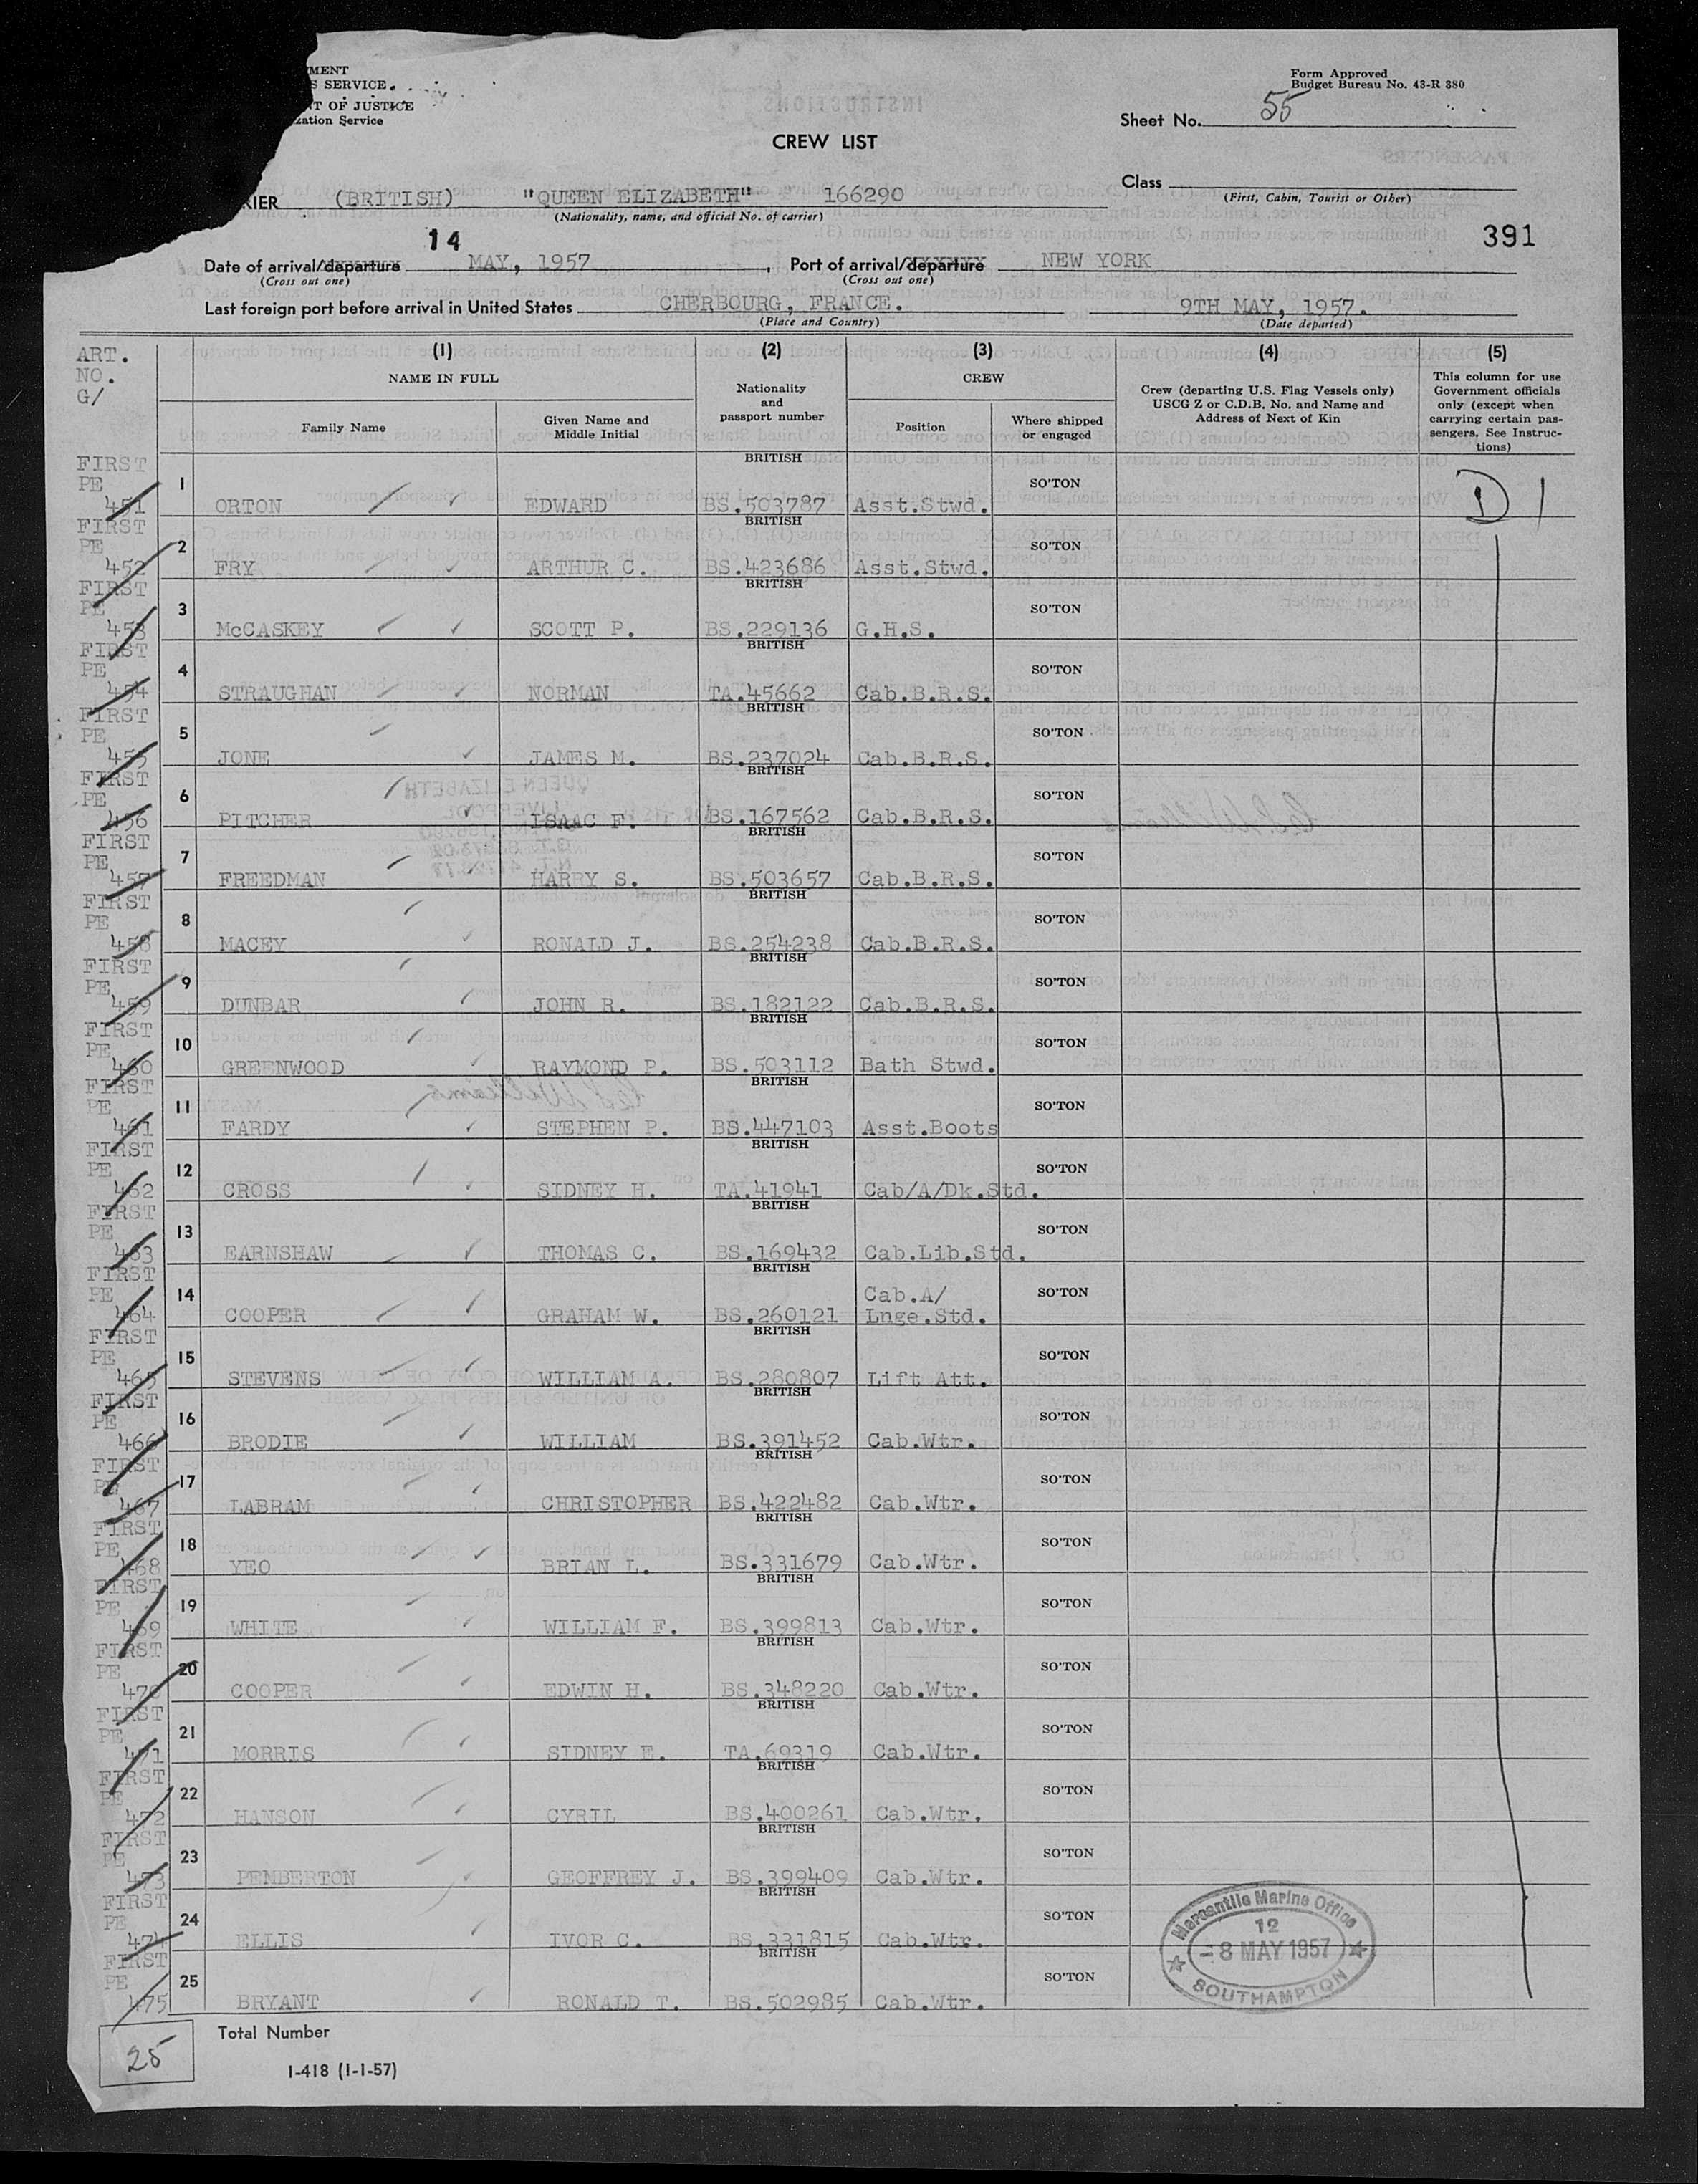 MENT
S SERVICE.
T OF JUSTICE
zation Service
Form Approved
Budget Bureau No. 43-R 380
Sheet No. 55
CREW LIST
Class
(First, Cabin, Tourist or Other)
RIER (BRITISH) "QUEEN ELIZABETH" 166290
(Nationality, name, and official No. of carrier)
391
14
Date of arrival/departure MAY, 1957 , Port of arrival/departure NEW YORK
(Cross out one) (Cross out one)
Last foreign port before arrival in United States CHERBOURG, FRANCE. 9TH MAY, 1957.
(Place and Country) (Date departed)
ART. NO. G/
(1) (2) (3) (4) (5)
NAME IN FULL
Family Name
Given Name and Middle Initial
Nationality and passport number
CREW
Position
Where shipped or engaged
Crew (departing U.S. Flag Vessels only) USCG Z or C.D.B. No. and Name and Address of Next of Kin
This column for use Government officials only (except when carrying certain passengers. See Instructions)
FIRST PE 451 1 ORTON EDWARD BRITISH BS.503787 Asst.Stwd. SO'TON D 1
FIRST PE 452 2 FRY ARTHUR C. BRITISH BS.423686 Asst.Stwd. SO'TON
FIRST PE 453 3 McCASKEY SCOTT P. BRITISH BS.229136 G.H.S. SO'TON
FIRST PE 454 4 STRAUGHAN NORMAN BRITISH TA.45662 Cab.B.R.S. SO'TON
FIRST PE 455 5 JONE JAMES M. BRITISH BS.237024 Cab.B.R.S. SO'TON
FIRST PE 456 6 PITCHER ISAAC F. BRITISH BS.167562 Cab.B.R.S. SO'TON
FIRST PE 457 7 FREEDMAN HARRY S. BRITISH BS.503657 Cab.B.R.S. SO'TON
FIRST PE 458 8 MACEY RONALD J. BRITISH BS.254238 Cab.B.R.S. SO'TON
FIRST PE 459 9 DUNBAR JOHN R. BRITISH BS.182122 Cab.B.R.S. SO'TON
FIRST PE 460 10 GREENWOOD RAYMOND P. BRITISH BS.503112 Bath Stwd. SO'TON
FIRST PE 461 11 FARDY STEPHEN P. BRITISH BS.447103 Asst.Boots SO'TON
FIRST PE 462 12 CROSS SIDNEY H. BRITISH TA.41941 Cab/A/Dk.Std. SO'TON
FIRST PE 463 13 EARNSHAW THOMAS C. BRITISH BS.169432 Cab.Lib.Std. SO'TON
FIRST PE 464 14 COOPER GRAHAM W. BRITISH BS.260121 Cab.A/ Lnge.Std. SO'TON
FIRST PE 465 15 STEVENS WILLIAM A. BRITISH BS.280807 Lift Att. SO'TON
FIRST PE 466 16 BRODIE WILLIAM BRITISH BS.391452 Cab.Wtr. SO'TON
FIRST PE 467 17 LABRAM CHRISTOPHER BRITISH BS.422482 Cab.Wtr. SO'TON
FIRST PE 468 18 YEO BRIAN L. BRITISH BS.331679 Cab.Wtr. SO'TON
FIRST PE 469 19 WHITE WILLIAM F. BRITISH BS.399813 Cab.Wtr. SO'TON
FIRST PE 470 20 COOPER EDWIN H. BRITISH BS.348220 Cab.Wtr. SO'TON
FIRST PE 471 21 MORRIS SIDNEY E. BRITISH TA.69319 Cab.Wtr. SO'TON
FIRST PE 472 22 HANSON CYRIL BRITISH BS.400261 Cab.Wtr. SO'TON
FIRST PE 473 23 PEMBERTON GEOFFREY J. BRITISH BS.399409 Cab.Wtr. SO'TON
FIRST PE 474 24 ELLIS IVOR C. BRITISH BS.331815 Cab.Wtr. SO'TON
FIRST PE 475 25 BRYANT RONALD T. BRITISH BS.502985 Cab.Wtr. SO'TON
Mercantile Marine Office
12
- 8 MAY 1957
SOUTHAMPTON
25 Total Number
I-418 (1-1-57)